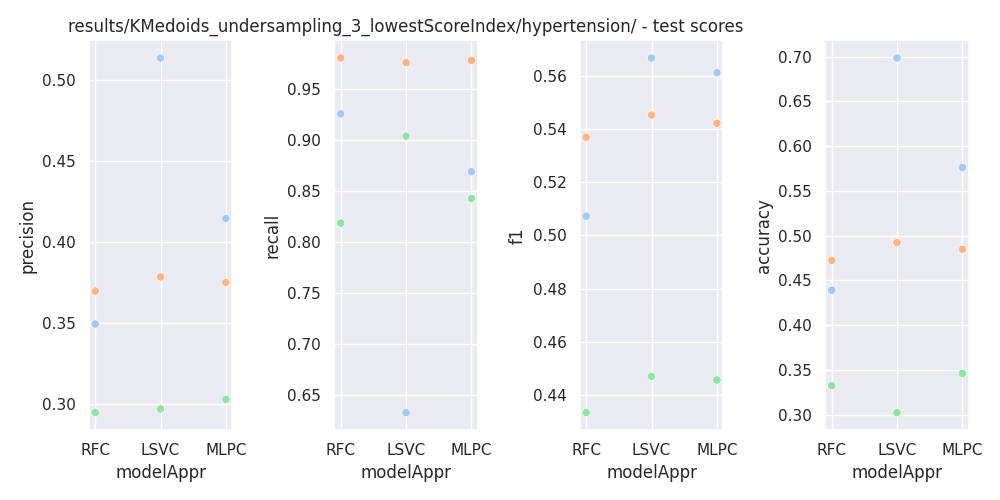 results/KMedoids_undersampling_3_lowestScoreIndex/hypertension/ - test scores
precision
0.50
0.45
0.40
0.35
0.30
RFC LSVC MLPC
modelAppr
recall
0.95
0.90
0.85
0.80
0.75
0.70
0.65
RFC LSVC MLPC
modelAppr
f1
0.56
0.54
0.52
0.50
0.48
0.46
0.44
RFC LSVC MLPC
modelAppr
accuracy
0.70
0.65
0.60
0.55
0.50
0.45
0.40
0.35
0.30
RFC LSVC MLPC
modelAppr